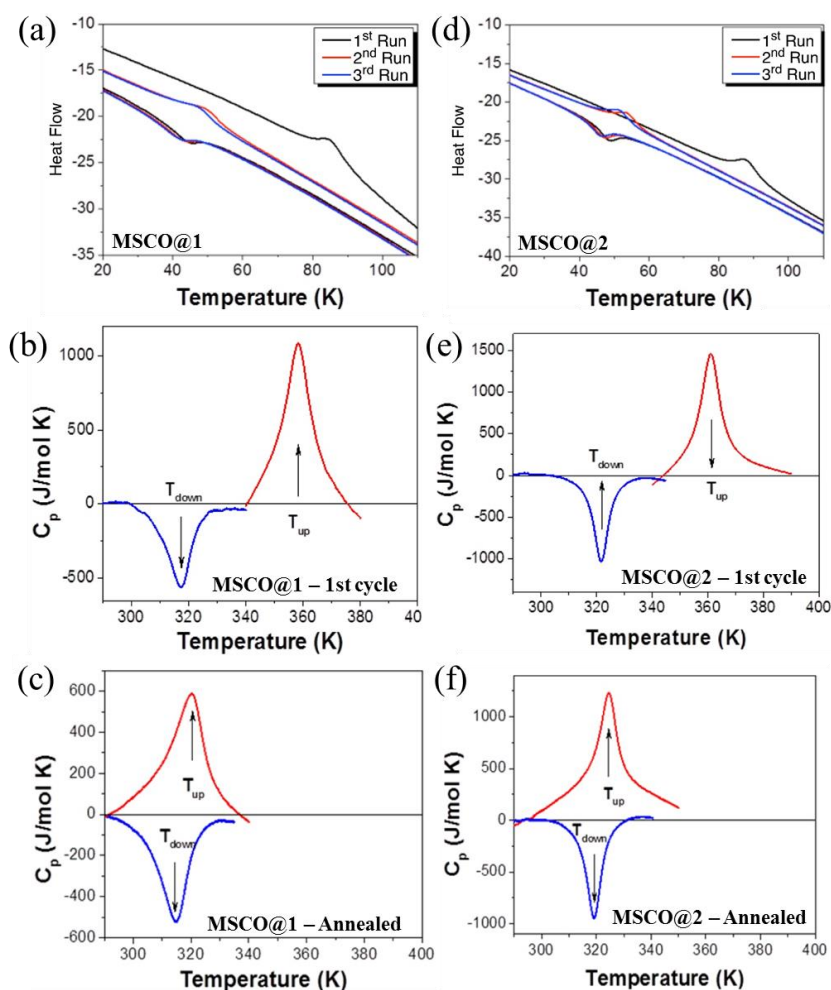 (a)
-10
-15
-20
-25
-30
-35
Heat Flow
1st Run
2nd Run
3rd Run
MSCO@1
20 40 60 80 100
Temperature (K)
(d)
-10
-15
-20
-25
-30
-35
-40
Heat Flow
1st Run
2nd Run
3rd Run
MSCO@2
20 40 60 80 100
Temperature (K)
(b)
1000
500
0
-500
Cp (J/mol K)
Tdown
Tup
MSCO@1 – 1st cycle
300 320 340 360 380 40
Temperature (K)
(e)
1500
1000
500
0
-500
-1000
Cp (J/mol K)
Tdown
Tup
MSCO@2 – 1st cycle
300 320 340 360 380 400
Temperature (K)
(c)
600
400
200
0
-200
-400
-600
Cp (J/mol K)
Tup
Tdown
MSCO@1 – Annealed
300 320 340 360 380 400
Temperature (K)
(f)
1000
500
0
-500
-1000
Cp (J/mol K)
Tup
Tdown
MSCO@2 – Annealed
300 320 340 360 380 400
Temperature (K)